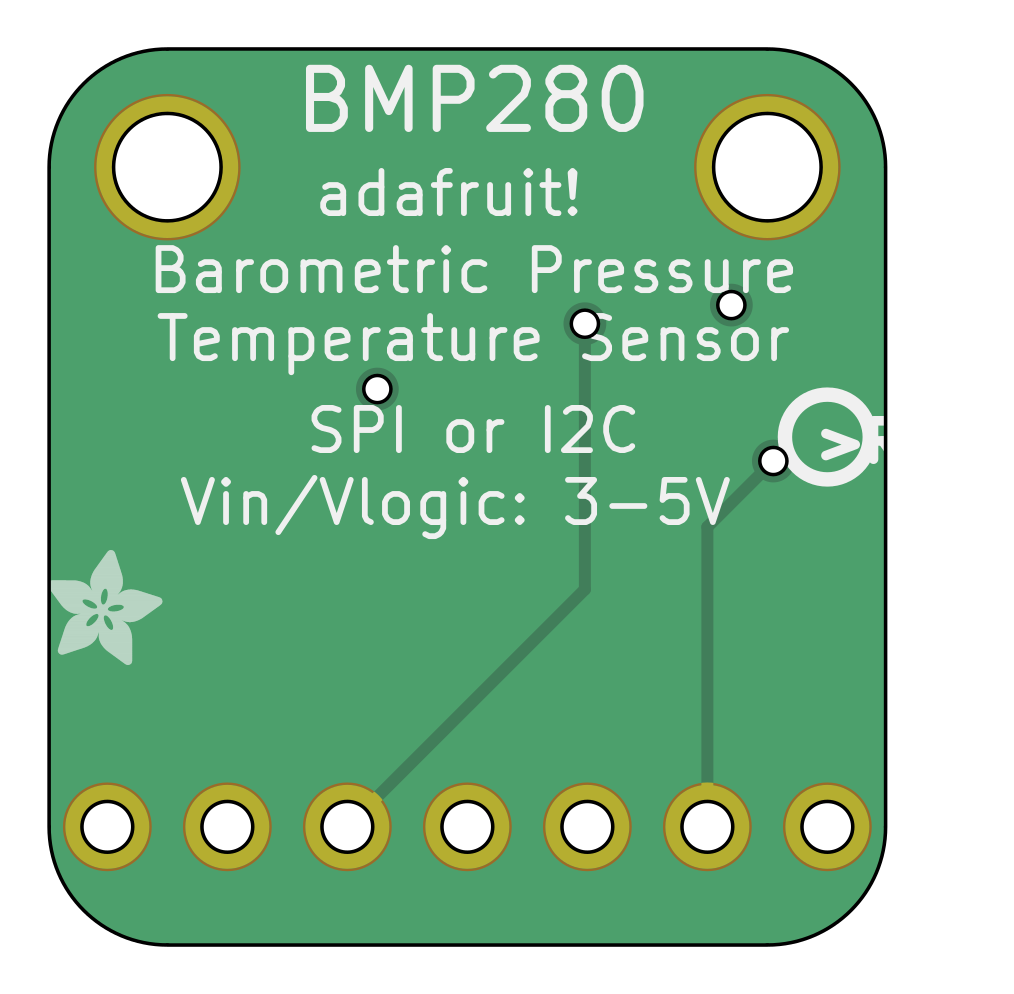 BMP280
adafruit!
Barometric Pressure
Temperature Sensor
SPI or I2C
Vin/Vlogic: 3-5V